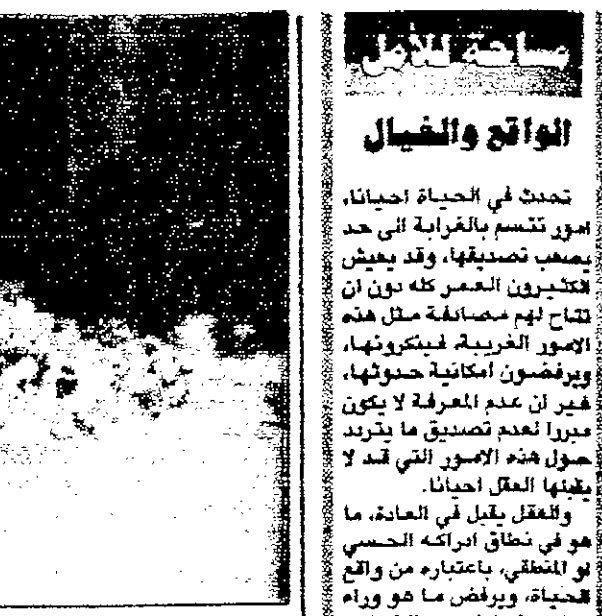 مساحة للأمل
الواقع والخيال
تحدث في الحياة احيانا،
امور تتسم بالغرابة الى حد
يصعب تصديقها، وقد يعيش
الكثيرون العمر كله دون ان
تتاح لهم مصادفة مثل هذه
الامور الغريبة، فينكرونها،
ويرفضون امكانية حدوثها،
غير ان عدم المعرفة لا يكون
مبررا لعدم تصديق ما يتردد
حول هذه الامور التي قد لا
يقبلها العقل احيانا.
والعقل يقبل في العادة، ما
هو في نطاق ادراكه الحسي
او المنطقي، باعتباره من واقع
الحياة، ويرفض ما هو وراء